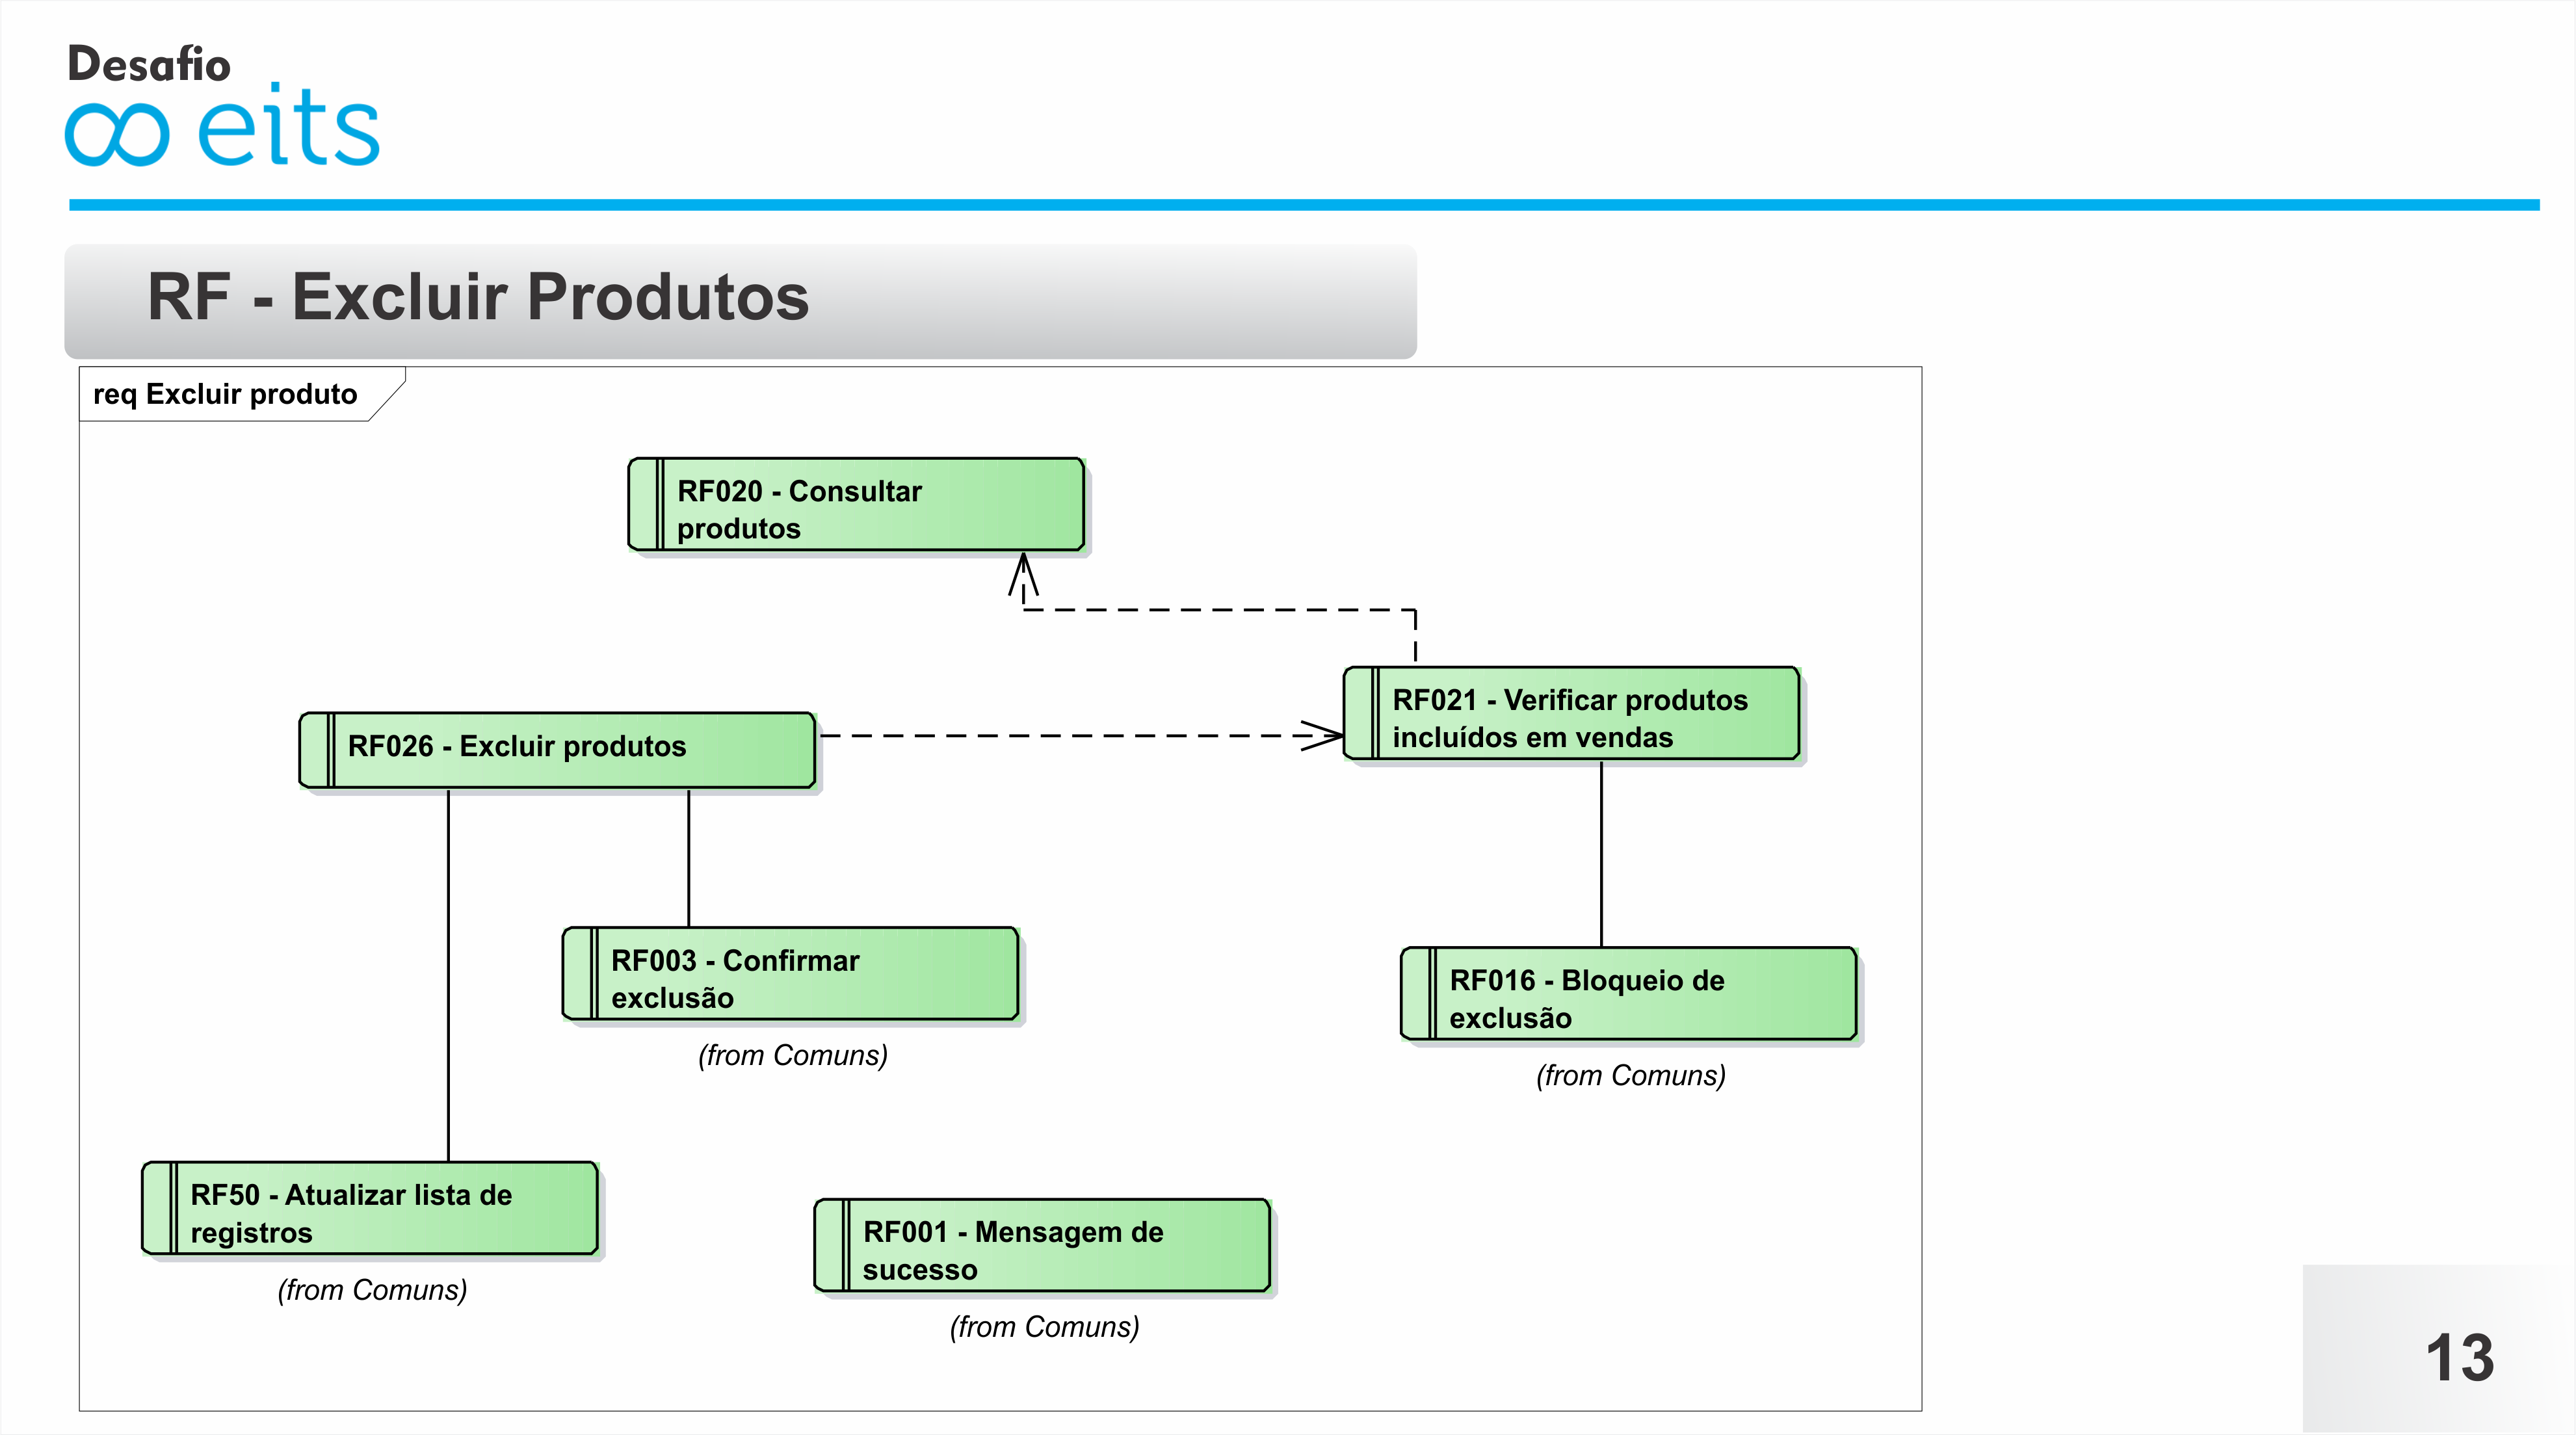 Desafio
eits
RF - Excluir Produtos
req Excluir produto
RF020 - Consultar
produtos
RF021 - Verificar produtos
incluídos em vendas
RF026 - Excluir produtos
RF003 - Confirmar
exclusão
(from Comuns)
RF016 - Bloqueio de
exclusão
(from Comuns)
RF50 - Atualizar lista de
registros
(from Comuns)
RF001 - Mensagem de
sucesso
(from Comuns)
13